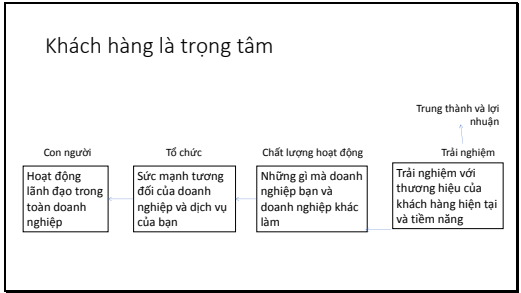 Khách hàng là trọng tâm
Trung thành và lợi
nhuận
Con người
Tổ chức
Chất lượng hoạt động
Trải nghiệm
Hoạt động
lãnh đạo trong
toàn doanh
nghiệp
Sức mạnh tương
đối của doanh
nghiệp và dịch vụ
của bạn
Những gì mà doanh
nghiệp bạn và
doanh nghiệp khác
làm
Trải nghiệm với
thương hiệu của
khách hàng hiện tại
và tiềm năng